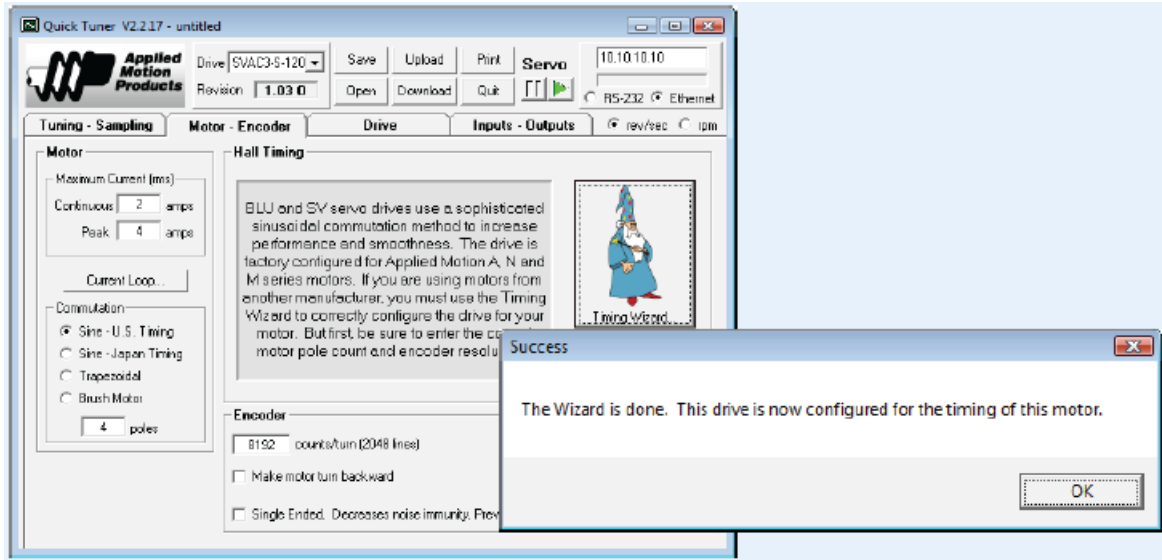 Quick Tuner V2.2.17 - untitled
Applied
Motion
Products
Drive SVAC3-S-120
Revision 1.03 0
Save Upload Print
Open Download Quit
Servo
10.10.10.10
RS-232 Ethernet
Tuning - Sampling Motor - Encoder Drive Inputs - Outputs rev/sec rpm
Motor
Maximum Current (rms)
Continuous 2 amps
Peak 4 amps
Current Loop...
Commutation
Sine - U.S. Timing
Sine - Japan Timing
Trapezoidal
Brush Motor
4 poles
Hall Timing
BLU and SV servo drives use a sophisticated
sinusoidal commutation method to increase
performance and smoothness. The drive is
factory configured for Applied Motion A, N and
M series motors. If you are using motors from
another manufacturer, you must use the Timing
Wizard to correctly configure the drive for your
motor. But first, be sure to enter the
motor pole count and encoder
Timing Wizard...
Encoder
8192 counts/turn (2048 lines)
Make motor turn backward
Single Ended. Decreases noise immunity.
Success
The Wizard is done. This drive is now configured for the timing of this motor.
OK